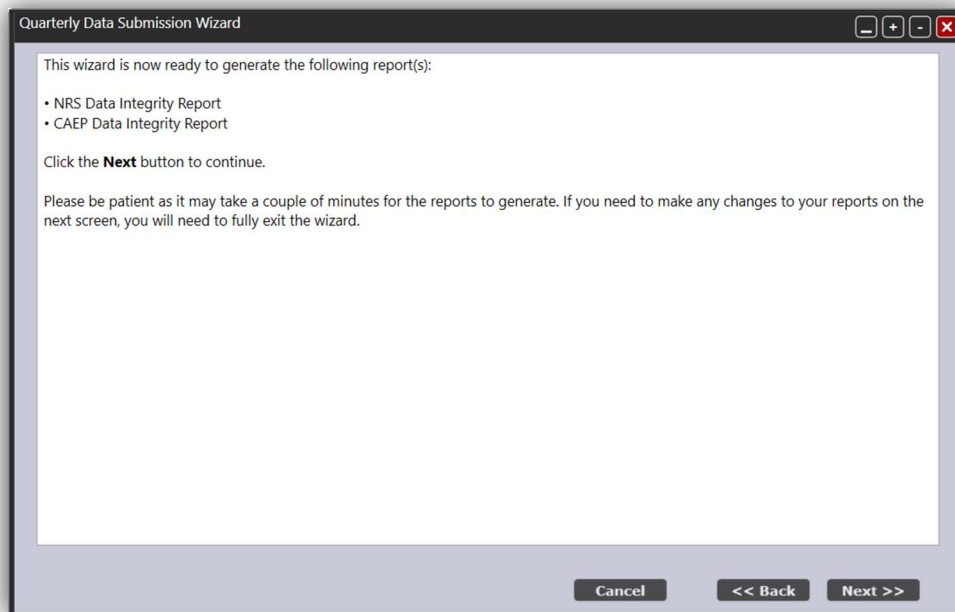 Quarterly Data Submission Wizard
This wizard is now ready to generate the following report(s):
• NRS Data Integrity Report
• CAEP Data Integrity Report
Click the Next button to continue.
Please be patient as it may take a couple of minutes for the reports to generate. If you need to make any changes to your reports on the
next screen, you will need to fully exit the wizard.
Cancel << Back Next >>